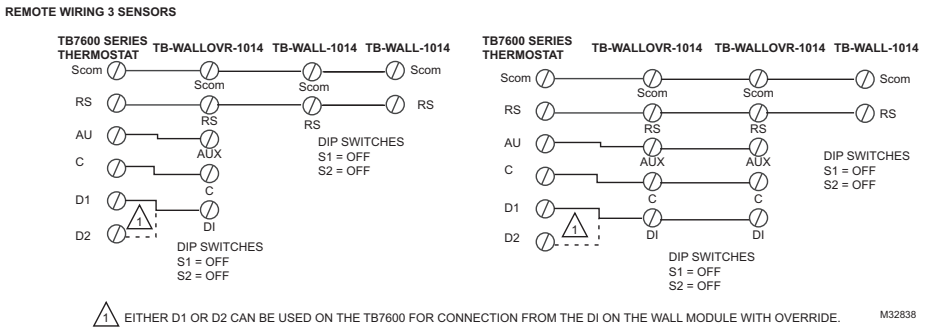 REMOTE WIRING 3 SENSORS
TB7600 SERIES THERMOSTAT TB-WALLOVR-1014 TB-WALL-1014 TB-WALL-1014
Scom Scom Scom Scom
RS RS RS RS
AU AUX
C C
D1 DI
D2
1
DIP SWITCHES
S1 = OFF
S2 = OFF
DIP SWITCHES
S1 = OFF
S2 = OFF
TB7600 SERIES THERMOSTAT TB-WALLOVR-1014 TB-WALLOVR-1014 TB-WALL-1014
Scom Scom Scom Scom
RS RS RS RS
AU AUX AUX
C C C
D1 DI DI
D2
1
DIP SWITCHES
S1 = OFF
S2 = OFF
DIP SWITCHES
S1 = OFF
S2 = OFF
1 EITHER D1 OR D2 CAN BE USED ON THE TB7600 FOR CONNECTION FROM THE DI ON THE WALL MODULE WITH OVERRIDE.
M32838